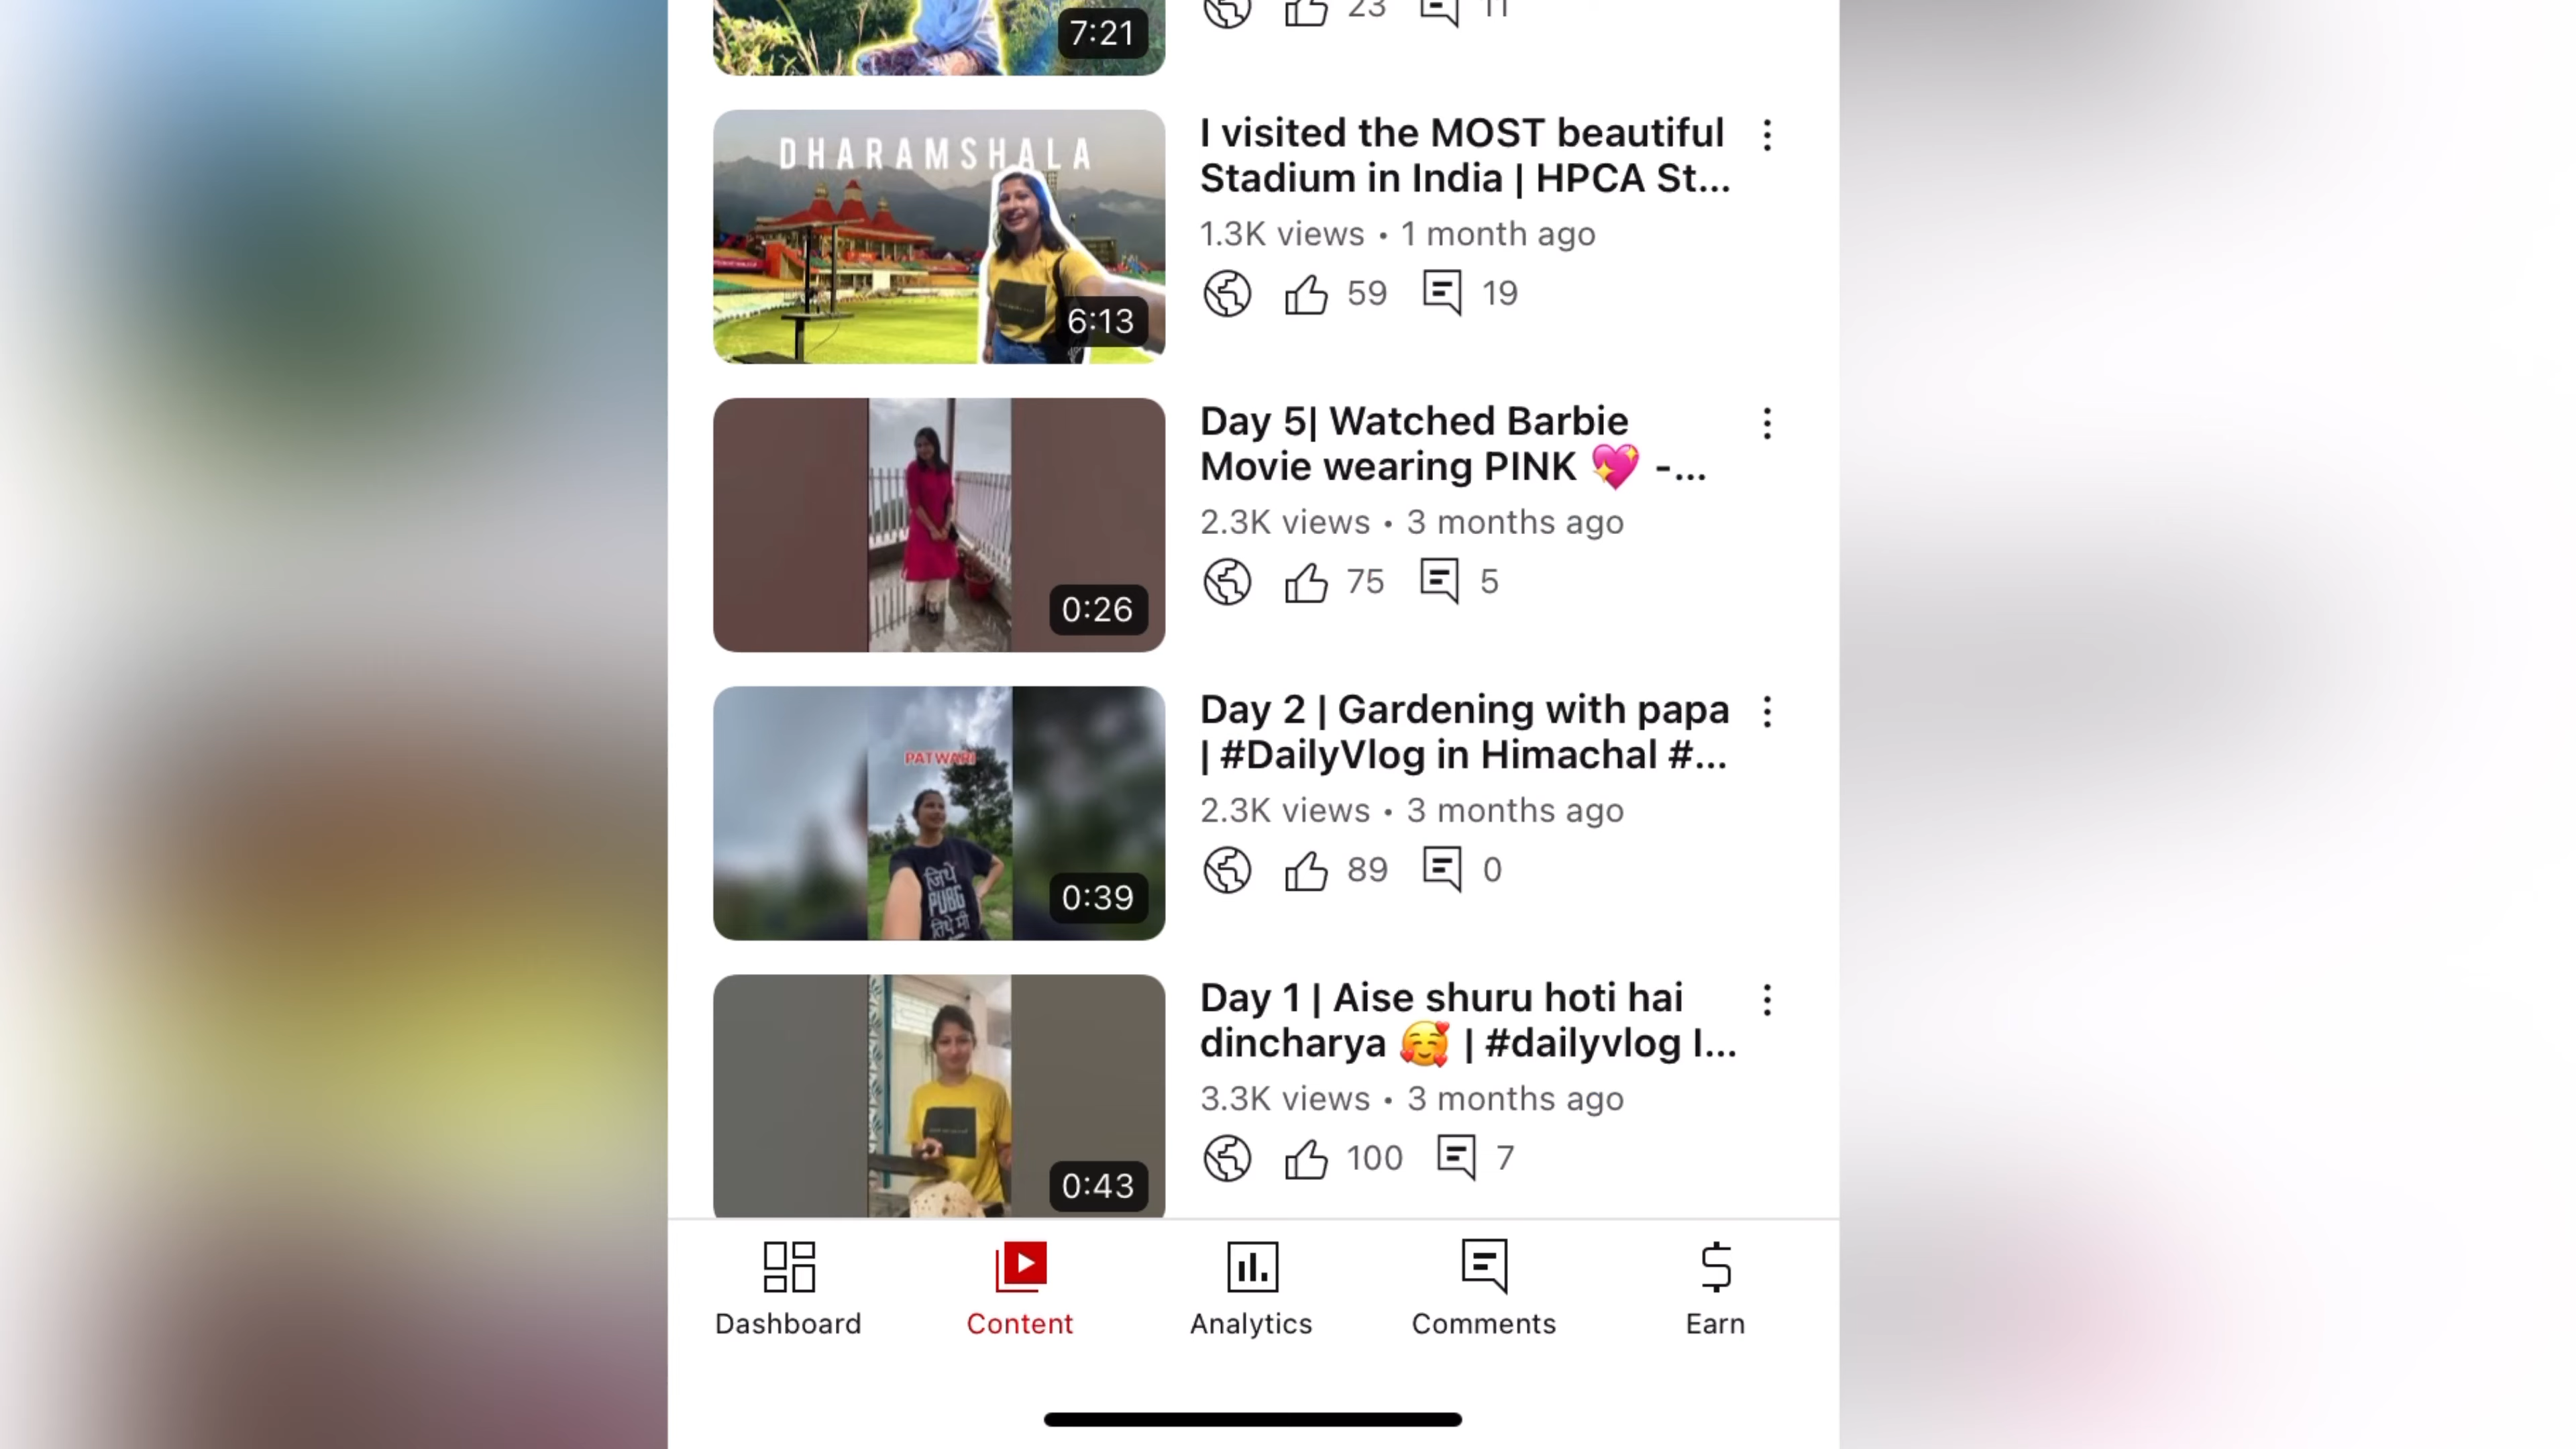 7:21
23 11
DHARAMSHALA
6:13
I visited the MOST beautiful
Stadium in India | HPCA St...
1.3K views • 1 month ago
59 19
0:26
Day 5| Watched Barbie
Movie wearing PINK 💖 -...
2.3K views • 3 months ago
75 5
PATWARI
जिथे
PUBG
तिथे मी
0:39
Day 2 | Gardening with papa
| #DailyVlog in Himachal #...
2.3K views • 3 months ago
89 0
0:43
Day 1 | Aise shuru hoti hai
dincharya 🥰 | #dailyvlog I...
3.3K views • 3 months ago
100 7
Dashboard Content Analytics Comments Earn